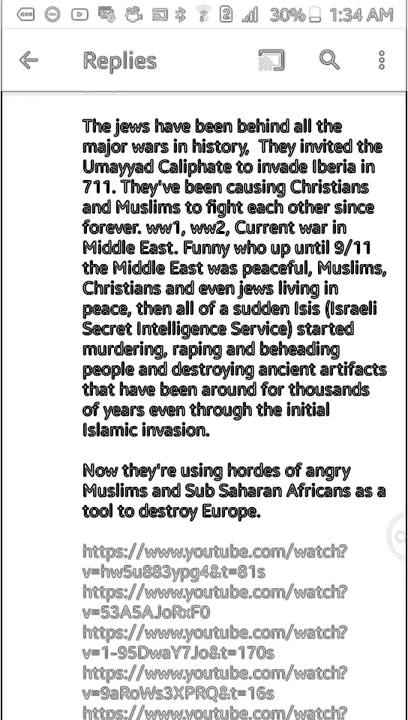 2 30% 1:34 AM
Replies
The jews have been behind all the
major wars in history, They invited the
Umayyad Caliphate to invade Iberia in
711. They've been causing Christians
and Muslims to fight each other since
forever. ww1, ww2, Current war in
Middle East. Funny who up until 9/11
the Middle East was peaceful, Muslims,
Christians and even jews living in
peace, then all of a sudden Isis (Israeli
Secret Intelligence Service) started
murdering, raping and beheading
people and destroying ancient artifacts
that have been around for thousands
of years even through the initial
Islamic invasion.
Now they're using hordes of angry
Muslims and Sub Saharan Africans as a
tool to destroy Europe.
https://www.youtube.com/watch?
v=hw5u883ypg4&t=81s
https://www.youtube.com/watch?
v=53A5AJoRxF0
https://www.youtube.com/watch?
v=1-95DwaY7Jo&t=170s
https://www.youtube.com/watch?
v=9aRoWs3XPRQ&t=16s
https://www.youtube.com/watch?